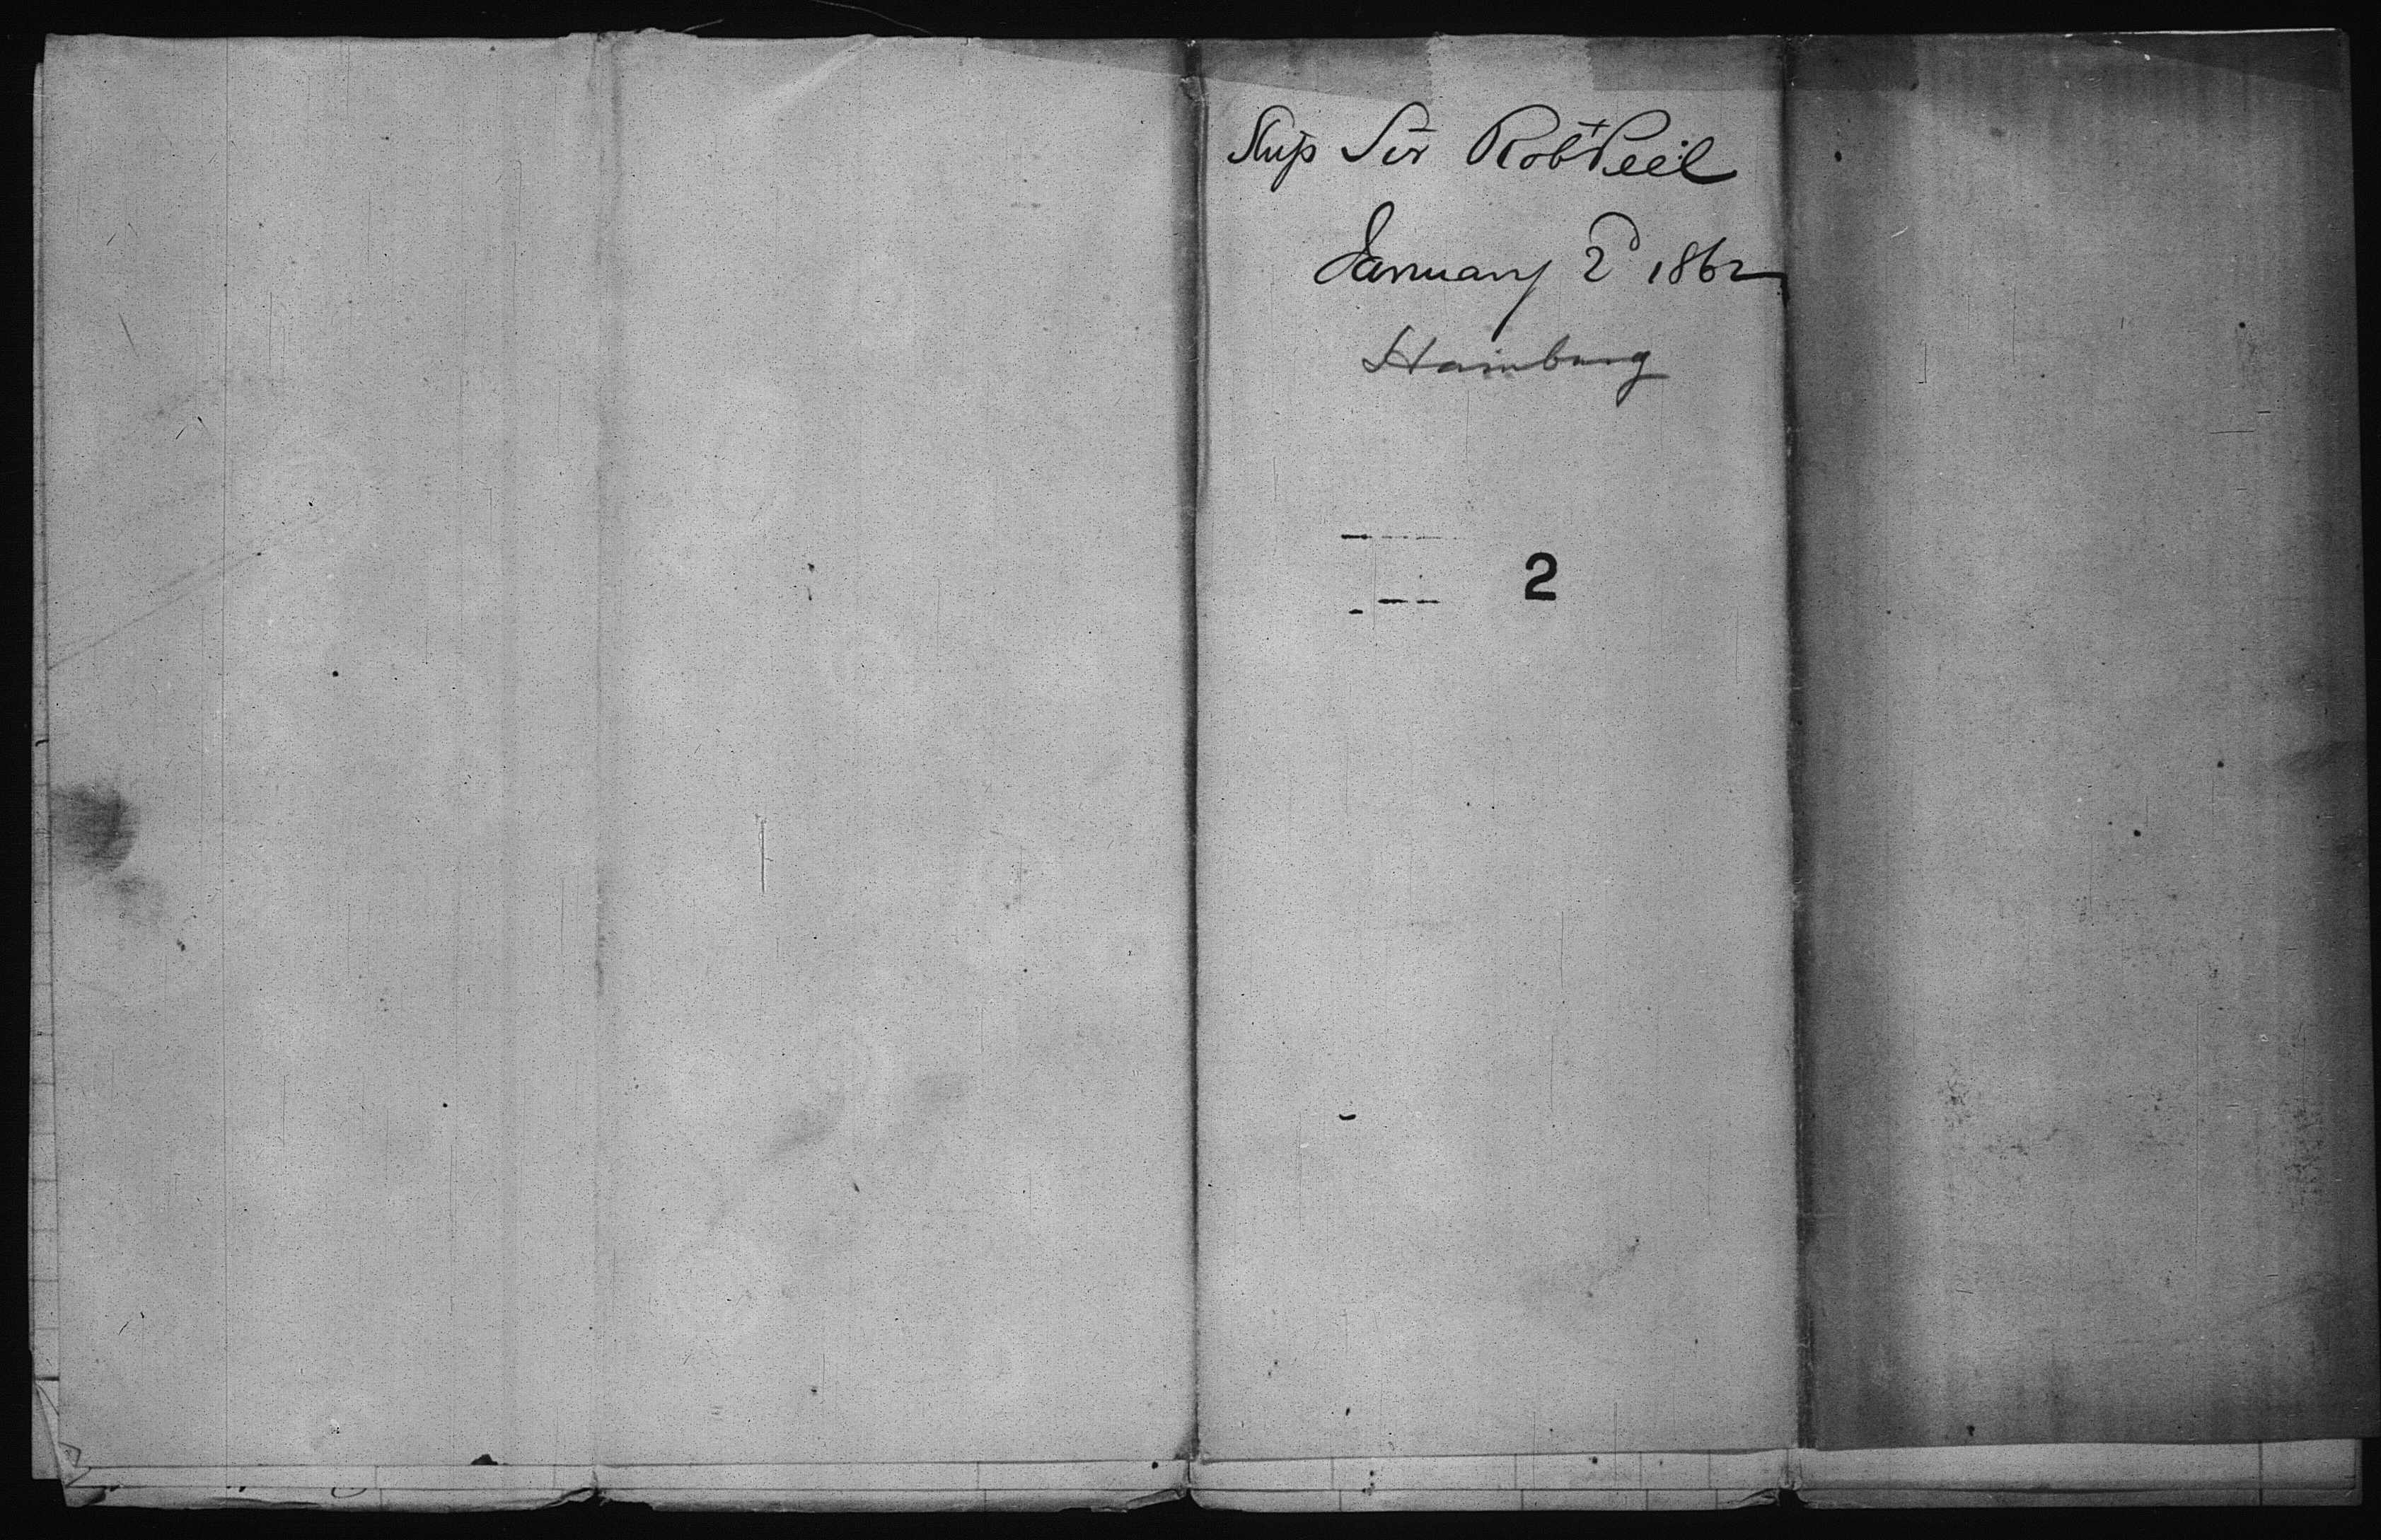 Ship Sir Robt Peel
January 2d 1862
Hamburg
2